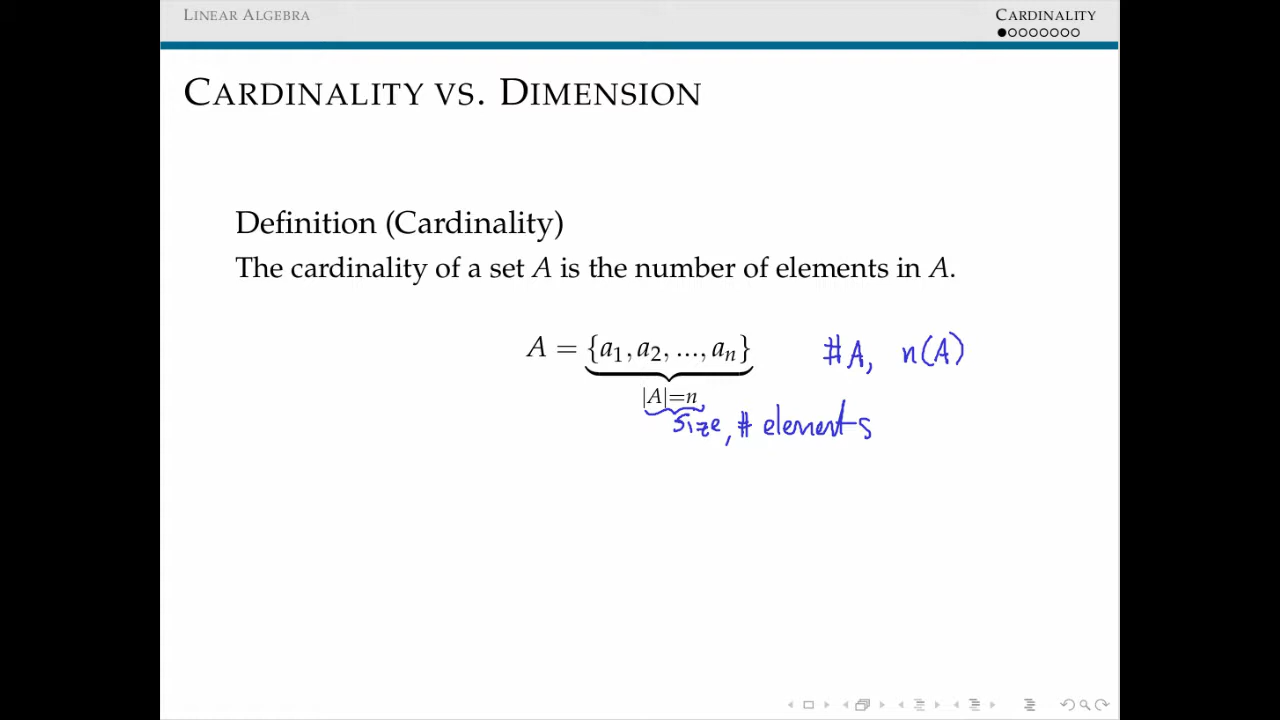 LINEAR ALGEBRA
CARDINALITY
CARDINALITY VS. DIMENSION
Definition (Cardinality)
The cardinality of a set A is the number of elements in A.
A = {a₁, a₂, ..., aₙ} #A, n(A)
|A|=n
size, # elements